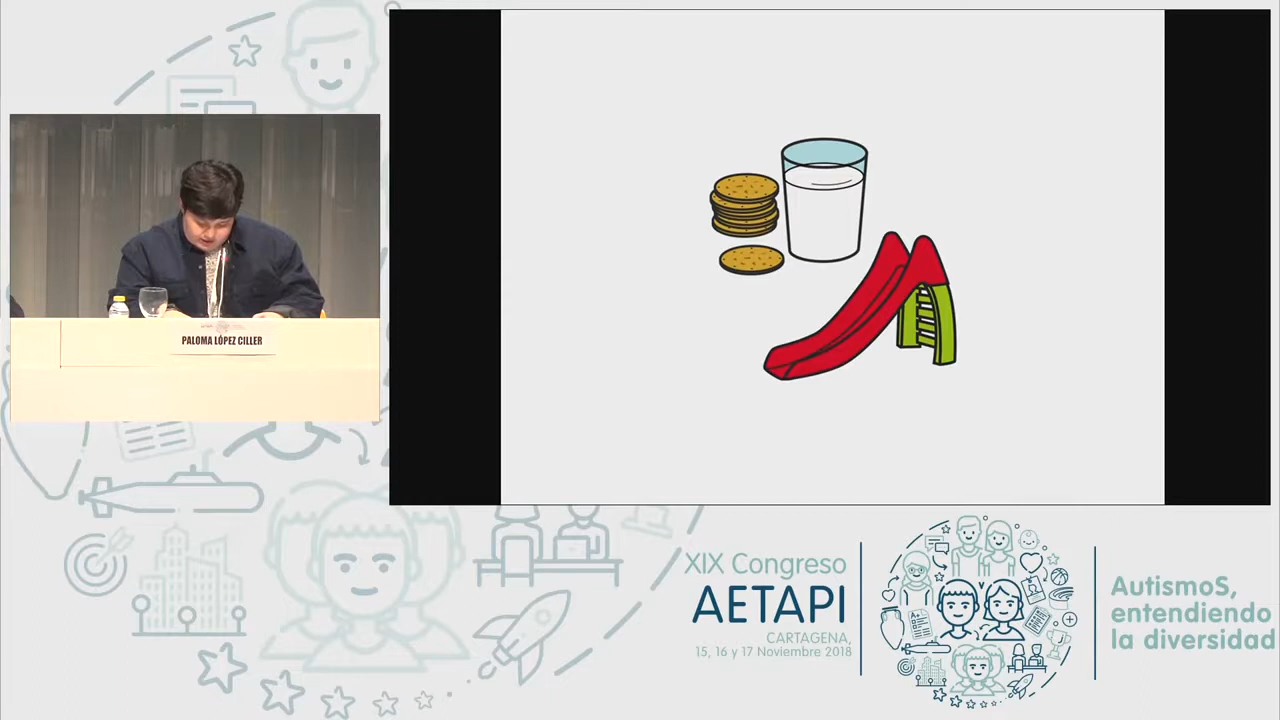 PALOMA LÓPEZ CILLER
XIX Congreso
AETAPI
CARTAGENA,
15, 16 y 17 Noviembre 2018
AutismoS,
entendiendo
la diversidad